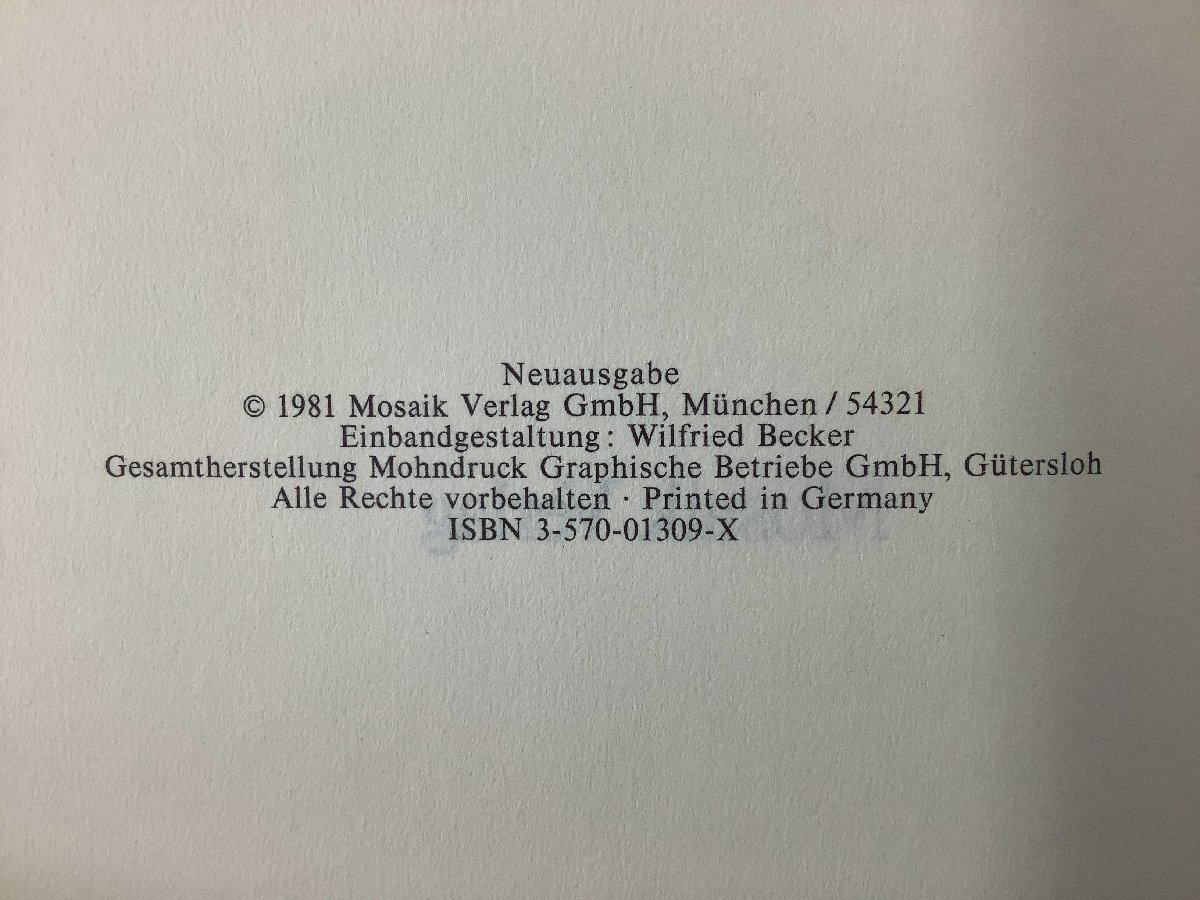 Neuausgabe
© 1981 Mosaik Verlag GmbH, München / 54321
Einbandgestaltung: Wilfried Becker
Gesamtherstellung Mohndruck Graphische Betriebe GmbH, Gütersloh
Alle Rechte vorbehalten · Printed in Germany
ISBN 3-570-01309-X